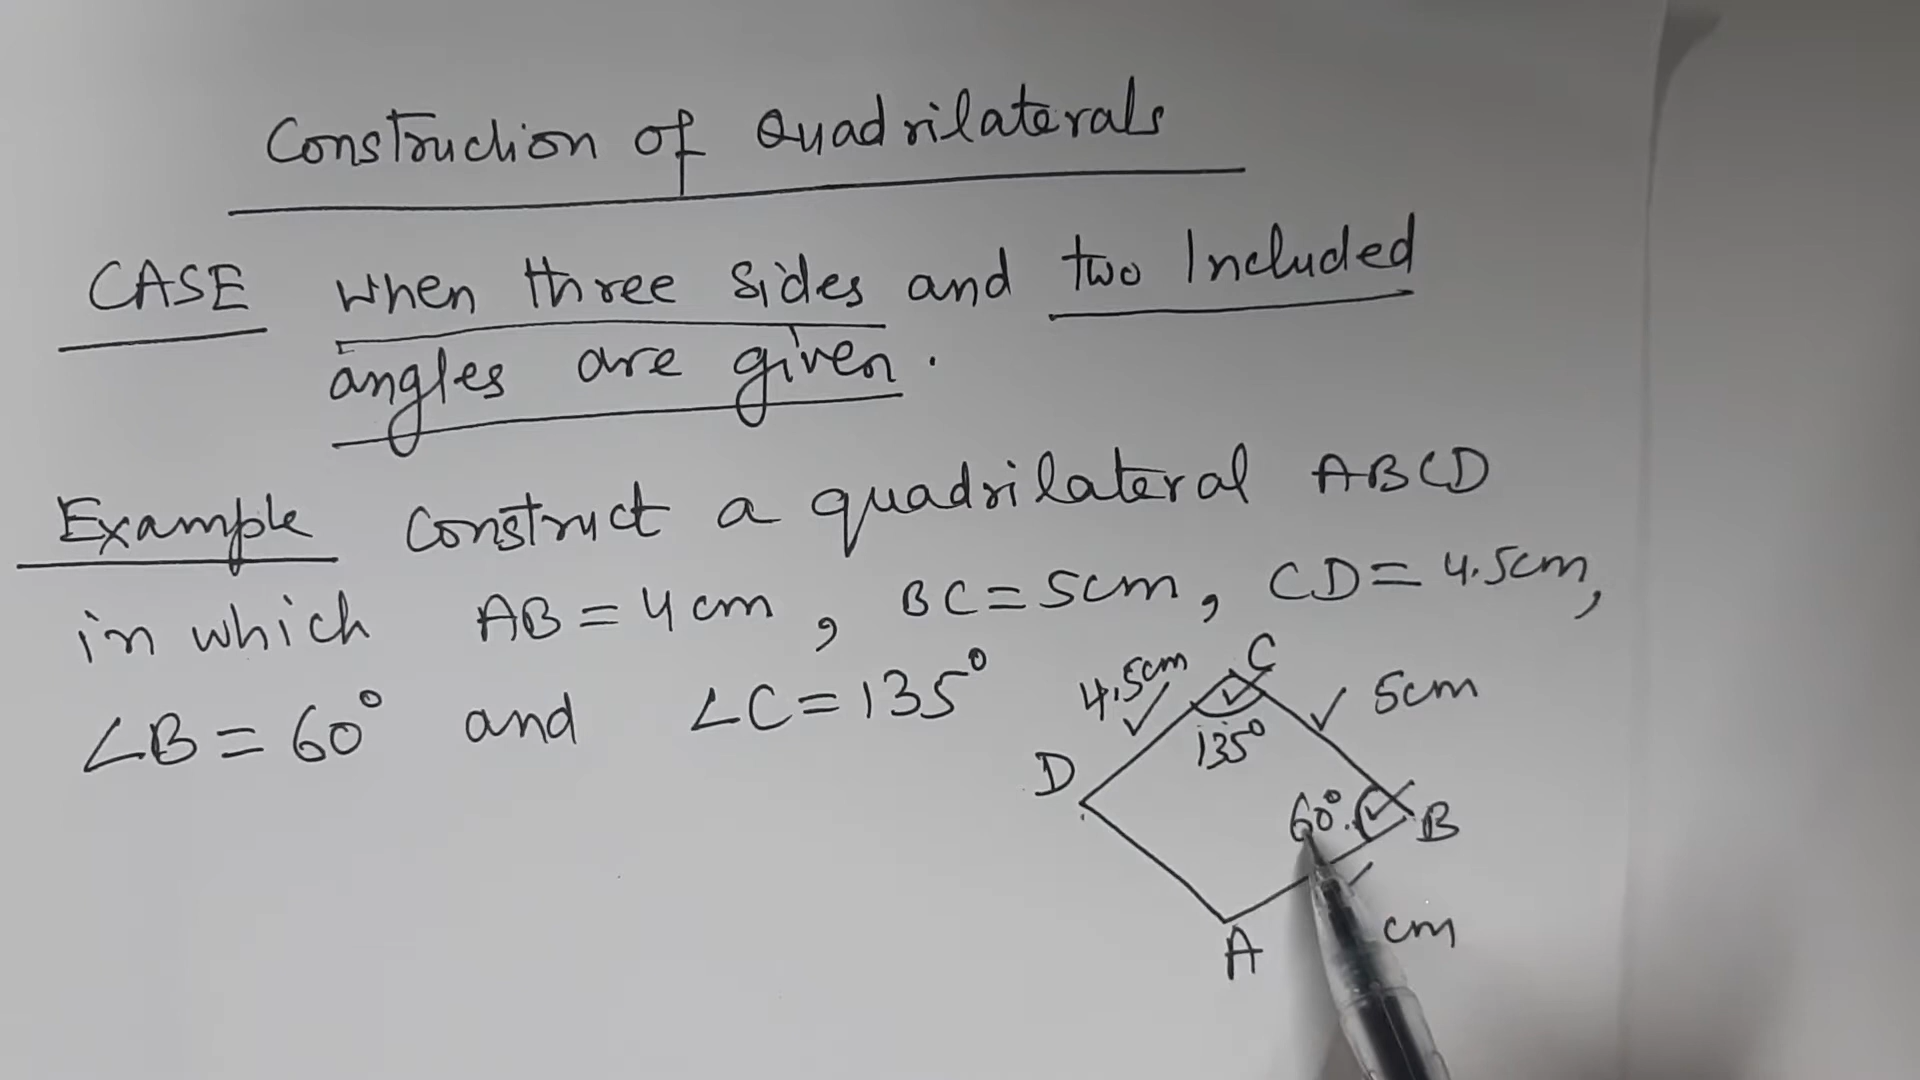 Construction of Quadrilaterals
CASE when three sides and two Included
angles are given.
Example construct a quadrilateral ABCD
in which AB = 4 cm, BC = 5cm, CD = 4.5cm,
∠B = 60° and ∠C = 135°
C
4.5cm
5cm
135°
D
60°
B
cm
A